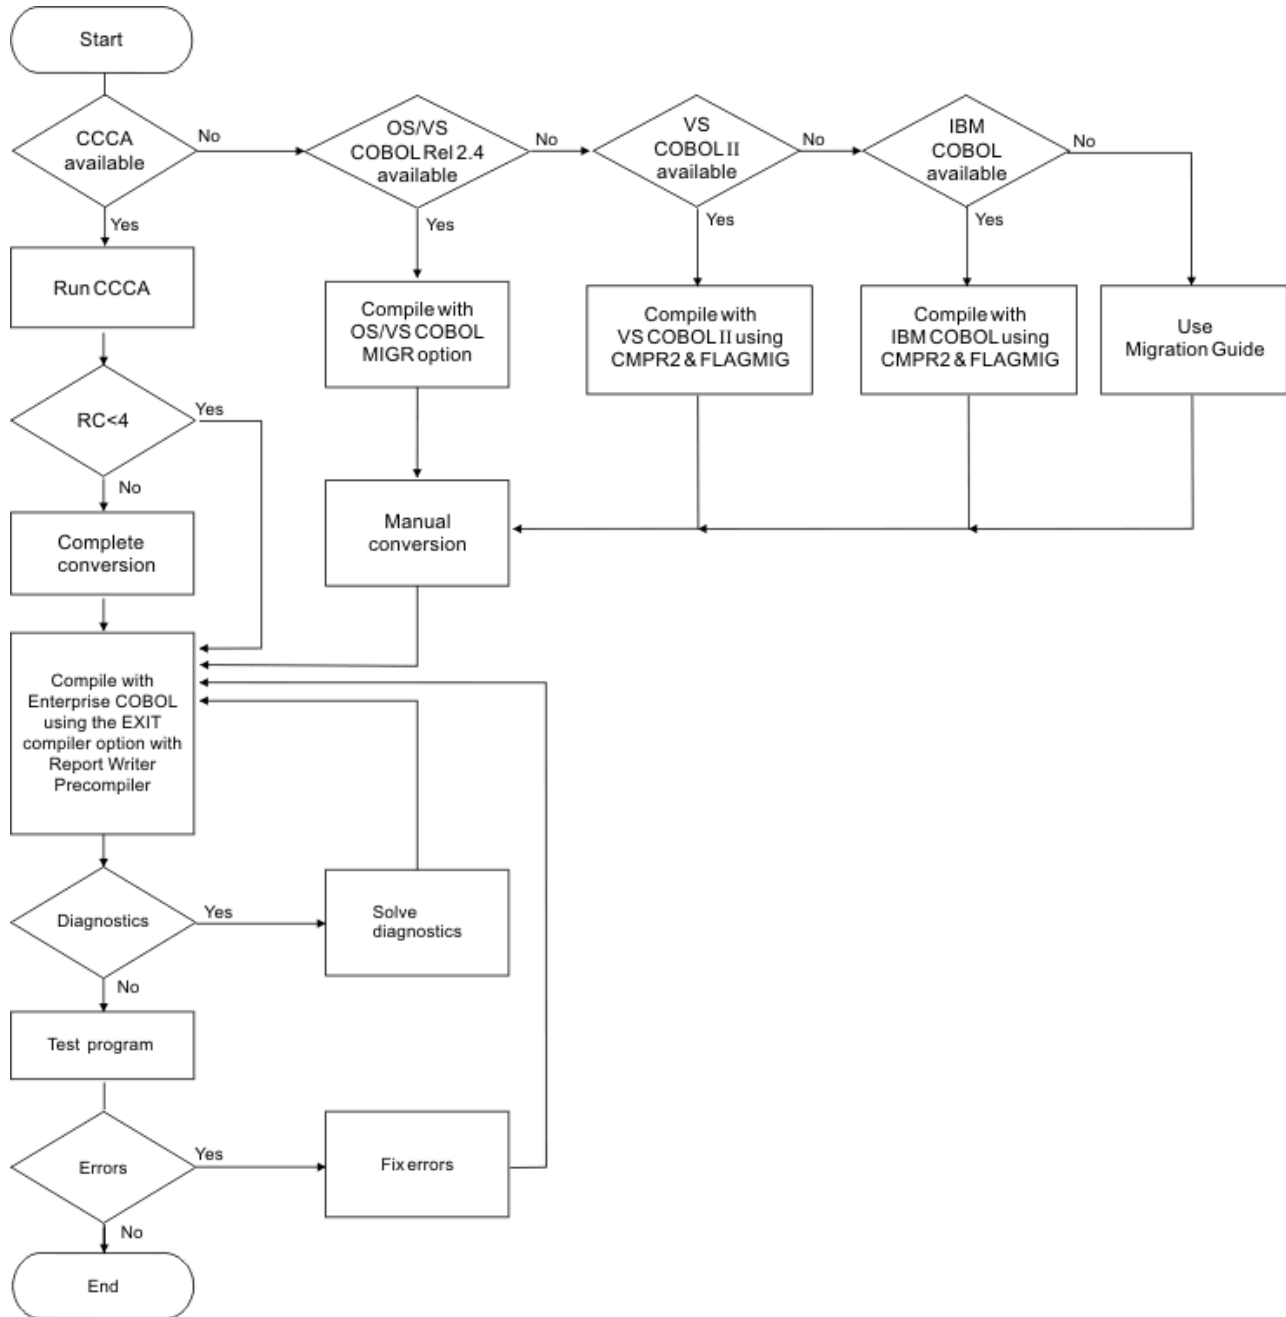 Start
CCCA
available
No
OS/VS
COBOL Rel 2.4
available
No
VS
COBOL II
available
No
IBM
COBOL
available
No
Yes
Yes
Yes
Yes
Run CCCA
Compile with
OS/VS COBOL
MIGR option
Compile with
VS COBOL II using
CMPR2 & FLAGMIG
Compile with
IBM COBOL using
CMPR2 & FLAGMIG
Use
Migration Guide
RC<4
Yes
No
Complete
conversion
Manual
conversion
Compile with
Enterprise COBOL
using the EXIT
compiler option with
Report Writer
Precompiler
Diagnostics
Yes
Solve
diagnostics
No
Test program
Errors
Yes
Fix errors
No
End